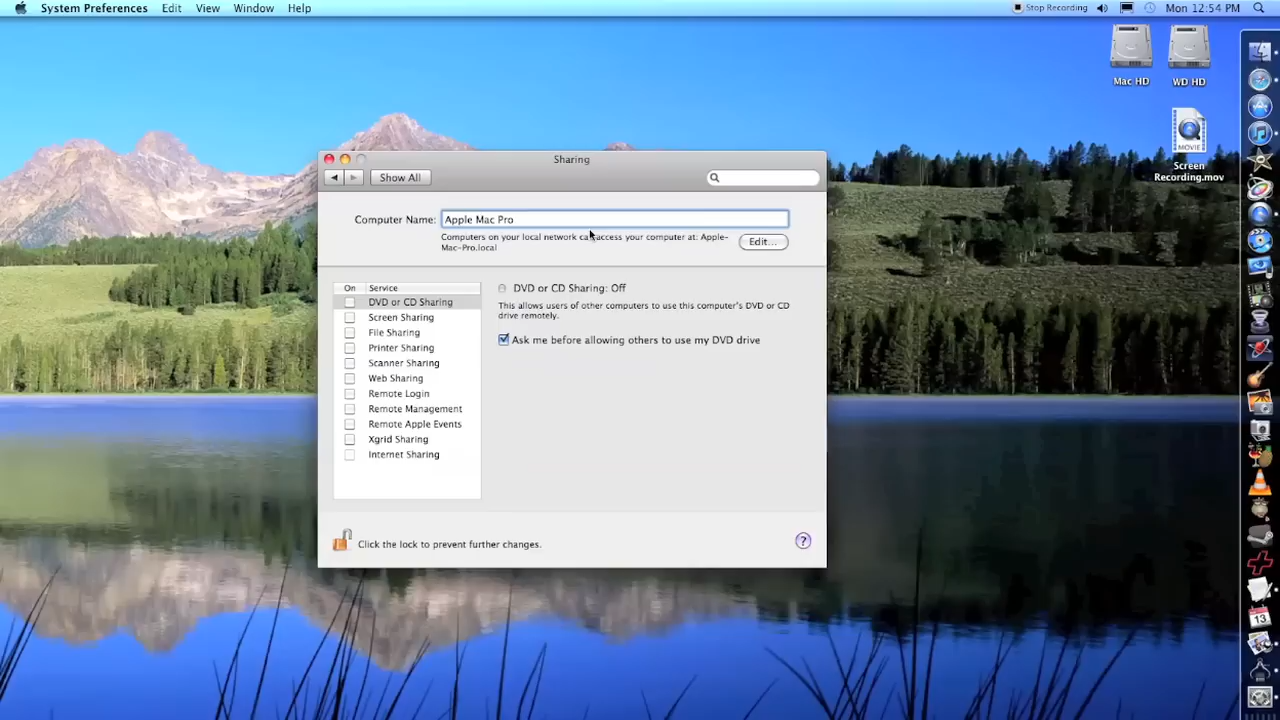 System Preferences Edit View Window Help Stop Recording Mon 12:54 PM
Mac HD WD HD
MOVIE
Screen
Recording.mov
Sharing
Show All
Computer Name: Apple Mac Pro
Computers on your local network can access your computer at: Apple-
Mac-Pro.local
Edit...
On Service
DVD or CD Sharing
Screen Sharing
File Sharing
Printer Sharing
Scanner Sharing
Web Sharing
Remote Login
Remote Management
Remote Apple Events
Xgrid Sharing
Internet Sharing
DVD or CD Sharing: Off
This allows users of other computers to use this computer's DVD or CD
drive remotely.
Ask me before allowing others to use my DVD drive
Click the lock to prevent further changes.
?
13